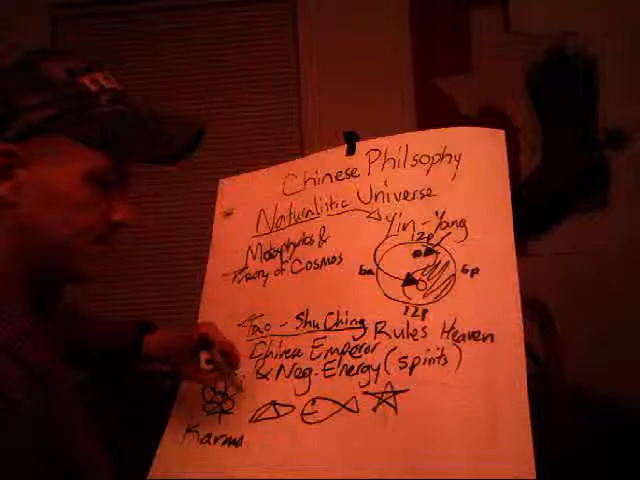 Chinese Philsophy
Naturalistic Universe
Metaphysics &
Theory of Cosmos
Yin-Yang
12p
6a
6p
12p
Tao - Shu Ching Rules Heaven
Chinese Emperor
& Neg. Energy (spirits)
Karma